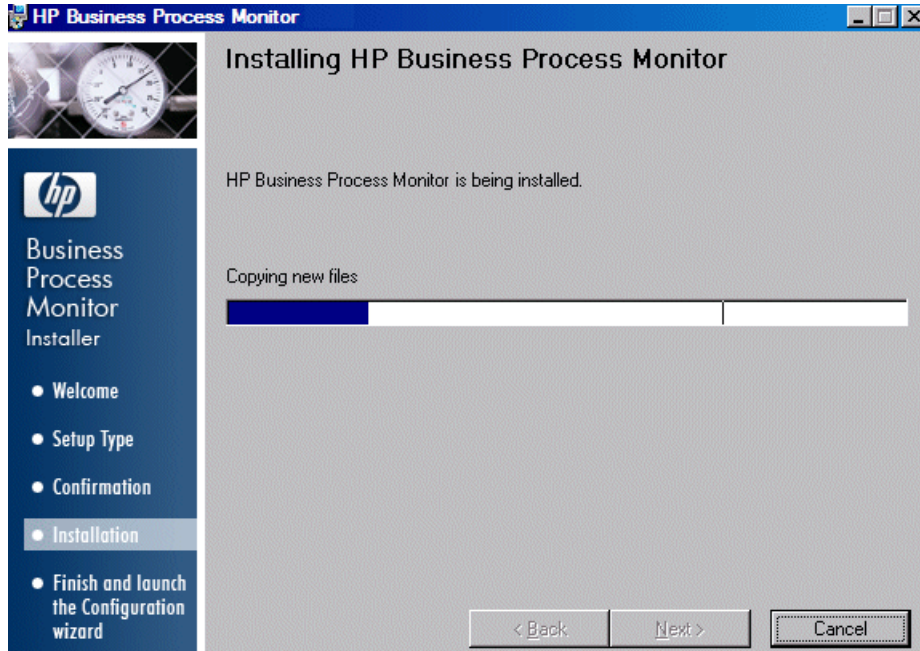 HP Business Process Monitor
Installing HP Business Process Monitor
HP Business Process Monitor is being installed.
Copying new files
hp
Business
Process
Monitor
Installer
Welcome
Setup Type
Confirmation
Installation
Finish and launch
the Configuration
wizard
< Back
Next >
Cancel